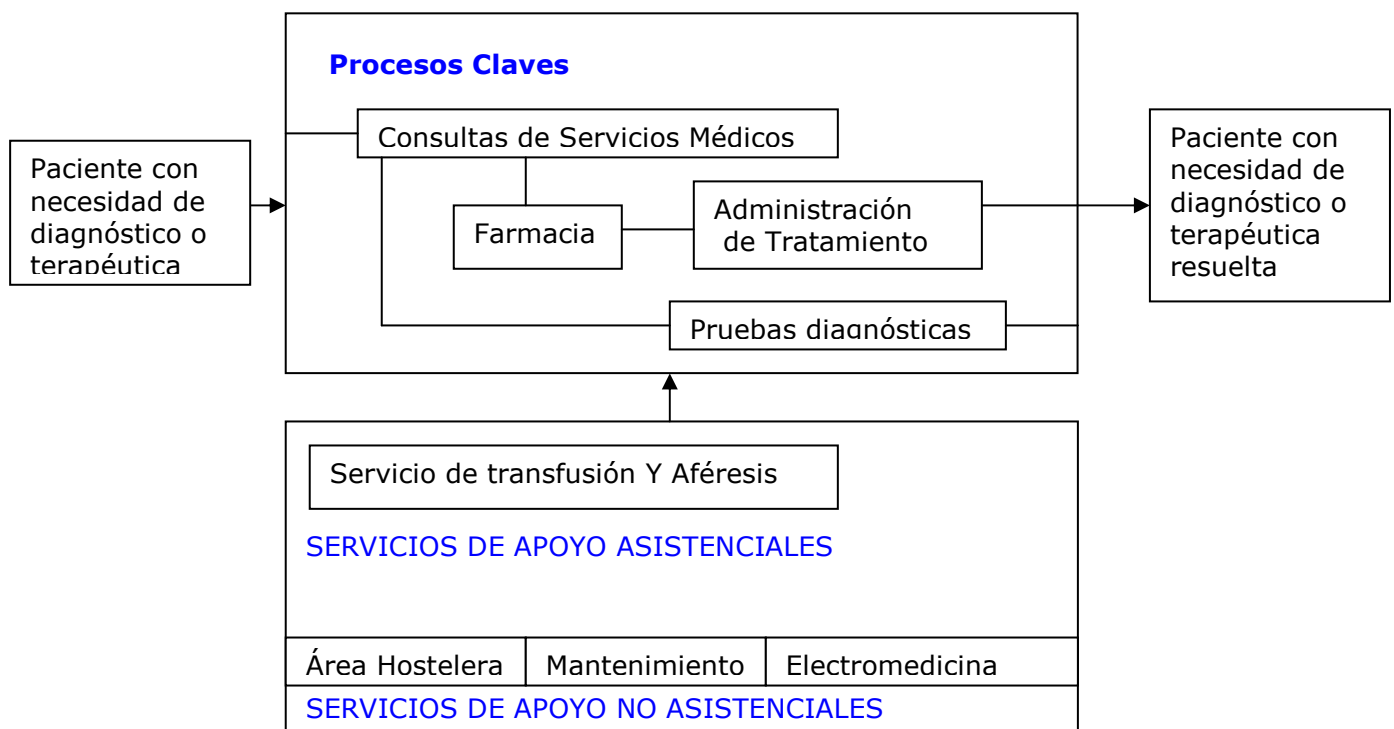 Procesos Claves
Consultas de Servicios Médicos
Paciente con
necesidad de
diagnóstico o
terapéutica
Farmacia
Administración
de Tratamiento
Pruebas diagnósticas
Paciente con
necesidad de
diagnóstico o
terapéutica
resuelta
Servicio de transfusión Y Aféresis
SERVICIOS DE APOYO ASISTENCIALES
Área Hostelera
Mantenimiento
Electromedicina
SERVICIOS DE APOYO NO ASISTENCIALES